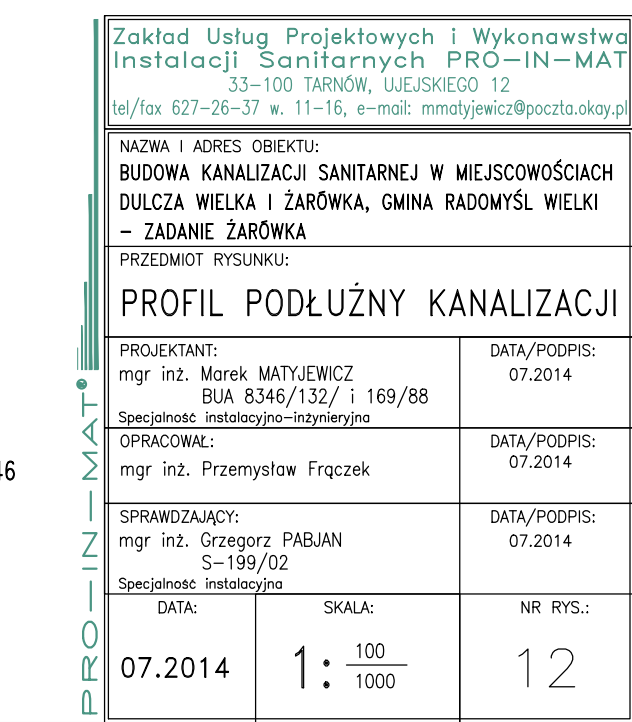 Zakład Usług Projektowych i Wykonawstwa
Instalacji Sanitarnych PRO-IN-MAT
33-100 TARNÓW, UJEJSKIEGO 12
tel/fax 627-26-37 w. 11-16, e-mail: mmatyjewicz@poczta.okay.pl
NAZWA I ADRES OBIEKTU:
BUDOWA KANALIZACJI SANITARNEJ W MIEJSCOWOŚCIACH
DULCZA WIELKA I ŻARÓWKA, GMINA RADOMYŚL WIELKI
- ZADANIE ŻARÓWKA
PRZEDMIOT RYSUNKU:
PROFIL PODŁUŻNY KANALIZACJI
PROJEKTANT: DATA/PODPIS:
mgr inż. Marek MATYJEWICZ 07.2014
BUA 8346/132/ i 169/88
Specjalność instalacyjno-inżynieryjna
OPRACOWAŁ: DATA/PODPIS:
mgr inż. Przemysław Frączek 07.2014
SPRAWDZAJĄCY: DATA/PODPIS:
mgr inż. Grzegorz PABJAN 07.2014
S-199/02
Specjalność instalacyjna
DATA: SKALA: NR RYS.:
07.2014 1: 100/1000 12
PRO-IN-MAT®